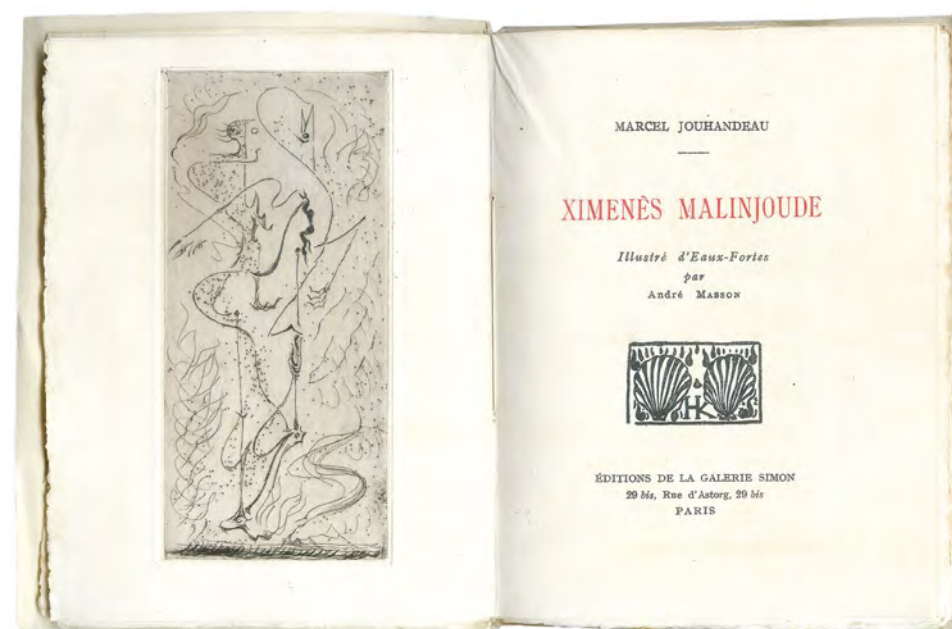 MARCEL JOUHANDEAU
XIMENÈS MALINJOUDE
Illustré d'Eaux-Fortes
par
André MASSON
HK
ÉDITIONS DE LA GALERIE SIMON
29 bis, Rue d'Astorg, 29 bis
PARIS